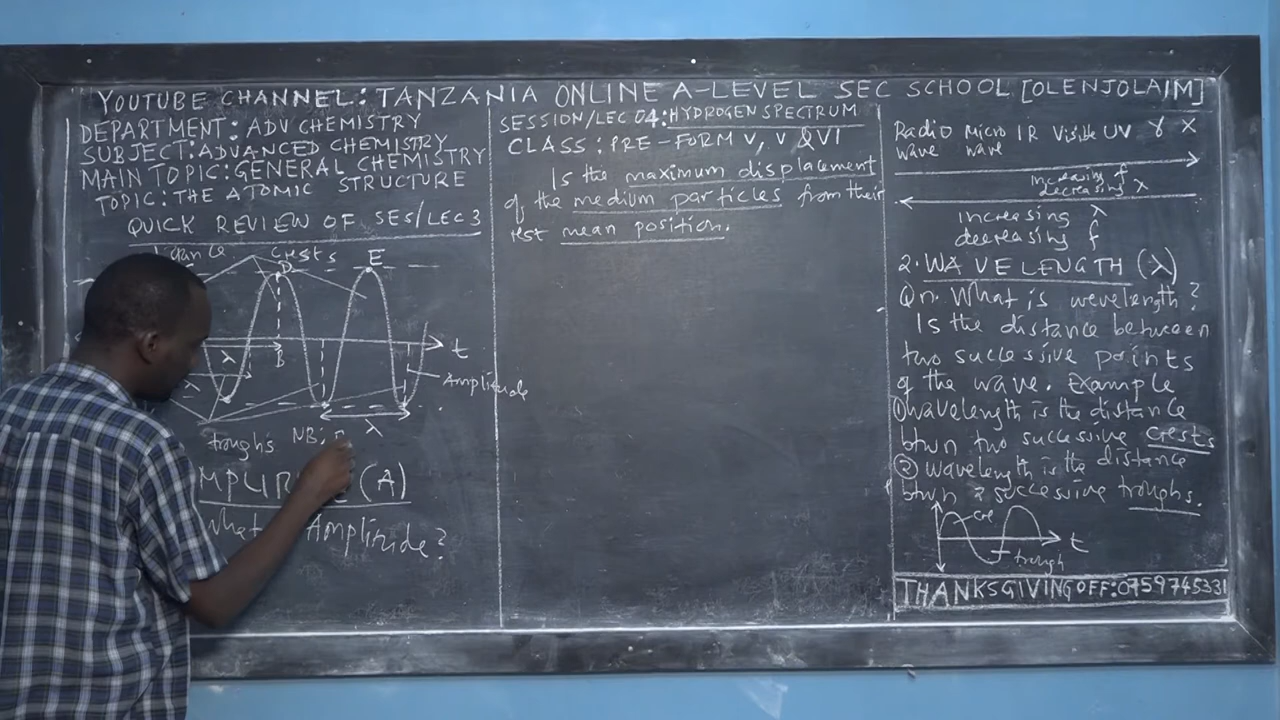 YOUTUBE CHANNEL: TANZANIA ONLINE A-LEVEL SEC SCHOOL [OLENJOLAIM]
DEPARTMENT: ADV CHEMISTRY
SUBJECT: ADVANCED CHEMISTRY
MAIN TOPIC: GENERAL CHEMISTRY
TOPIC: THE ATOMIC STRUCTURE
QUICK REVIEW OF SES/LEC 3
crests
D
E
λ
B
t
λ
Amplitude
λ
troughs NB:
(A)
What Amplitude?
SESSION/LEC 04: HYDROGEN SPECTRUM
CLASS: PRE-FORM V, V & VI
Is the maximum displacement
of the medium particles from their
rest mean position.
Radio Micro IR Visible UV γ X
wave wave
Increasing f
decreasing λ
increasing λ
decreasing f
2. WAVELENGTH (λ)
Qn. What is wevelength?
Is the distance between
two successive points
of the wave. Example
① wavelength is the distance
btwn two successive crests
② wavelength is the distance
btwn 2 successive troughs.
t
trough
THANKSGIVING OFF: 0759745331